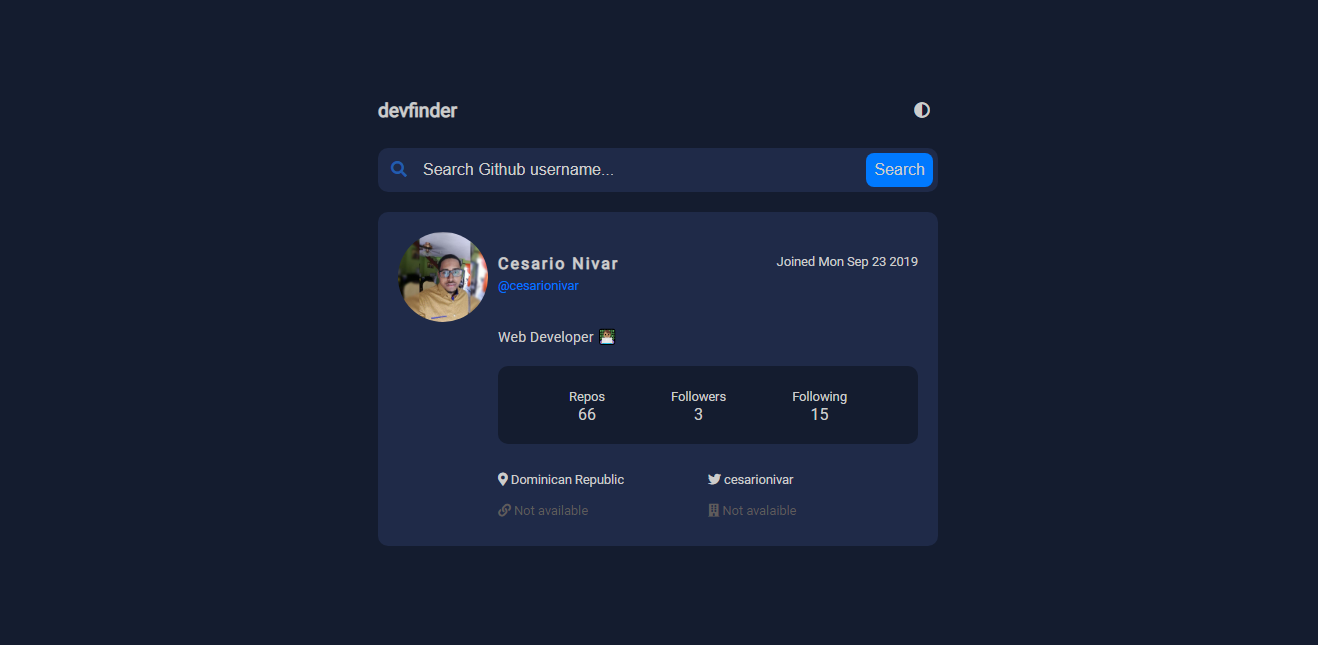 devfinder
Search Github username...
Search
Cesario Nivar
Joined Mon Sep 23 2019
@cesarionivar
Web Developer 👨🏻‍💻
Repos
Followers
Following
66
3
15
Dominican Republic
cesarionivar
Not available
Not avalaible